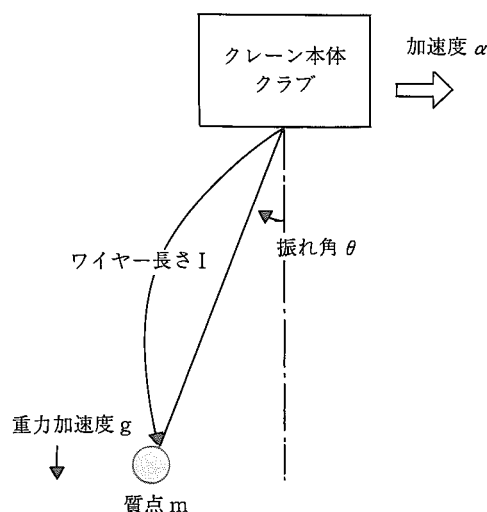 クレーン本体
クラブ
加速度 α
振れ角 θ
ワイヤー長さ I
重力加速度 g
質点 m